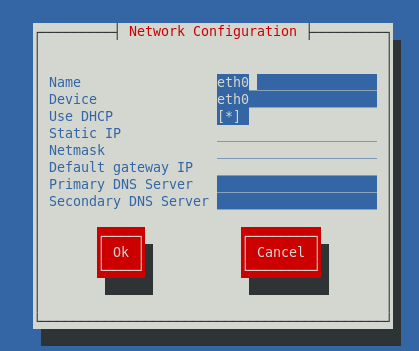 Network Configuration
Name eth0
Device eth0
Use DHCP [*]
Static IP
Netmask
Default gateway IP
Primary DNS Server
Secondary DNS Server
Ok Cancel